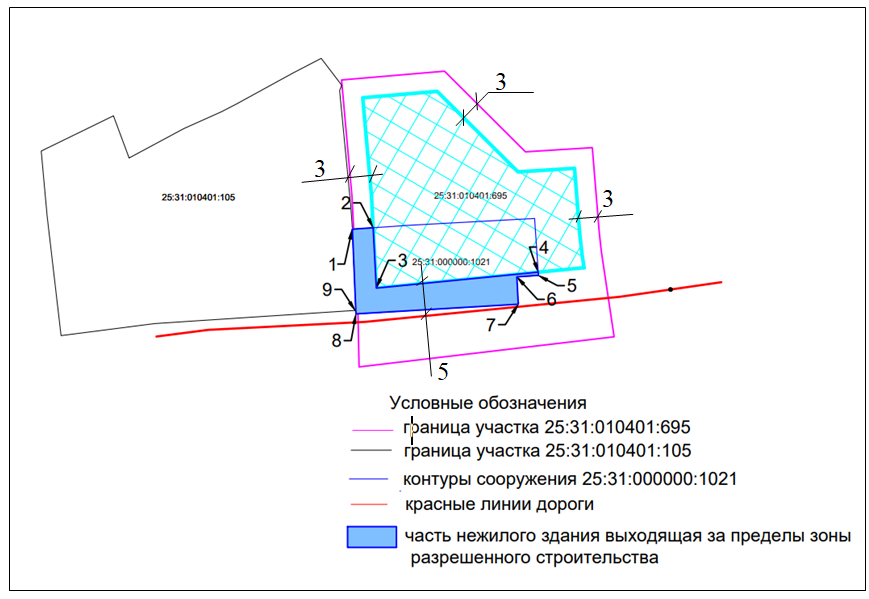 3
3
25:31:010401:105
25:31:010401:695
3
2
1
3
25:31:000000:1021
4
9
5
6
7
8
5
Условные обозначения
граница участка 25:31:010401:695
граница участка 25:31:010401:105
контуры сооружения 25:31:000000:1021
красные линии дороги
часть нежилого здания выходящая за пределы зоны
разрешенного строительства